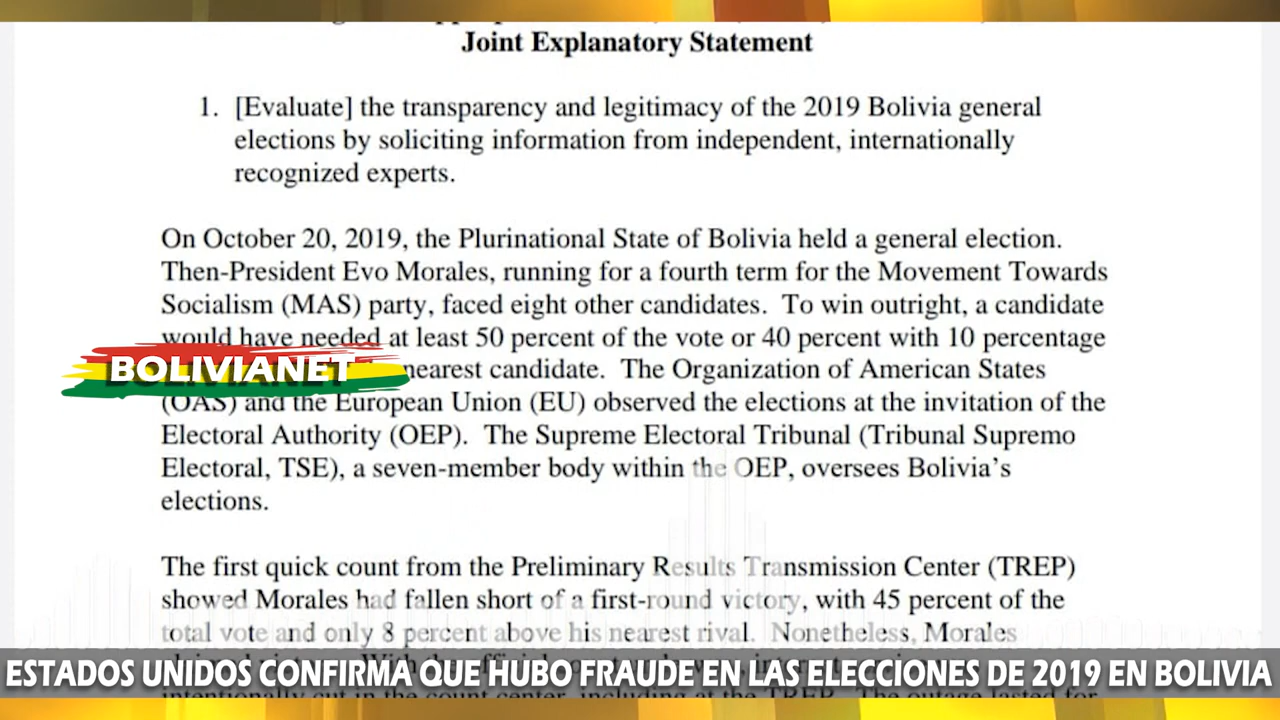 Joint Explanatory Statement
1. [Evaluate] the transparency and legitimacy of the 2019 Bolivia general
elections by soliciting information from independent, internationally
recognized experts.
On October 20, 2019, the Plurinational State of Bolivia held a general election.
Then-President Evo Morales, running for a fourth term for the Movement Towards
Socialism (MAS) party, faced eight other candidates. To win outright, a candidate
would have needed at least 50 percent of the vote or 40 percent with 10 percentage
BOLIVIANET
nearest candidate. The Organization of American States
(OAS) and the European Union (EU) observed the elections at the invitation of the
Electoral Authority (OEP). The Supreme Electoral Tribunal (Tribunal Supremo
Electoral, TSE), a seven-member body within the OEP, oversees Bolivia's
elections.
The first quick count from the Preliminary Results Transmission Center (TREP)
showed Morales had fallen short of a first-round victory, with 45 percent of the
total vote and only 8 percent above his nearest rival. Nonetheless, Morales
ESTADOS UNIDOS CONFIRMA QUE HUBO FRAUDE EN LAS ELECCIONES DE 2019 EN BOLIVIA